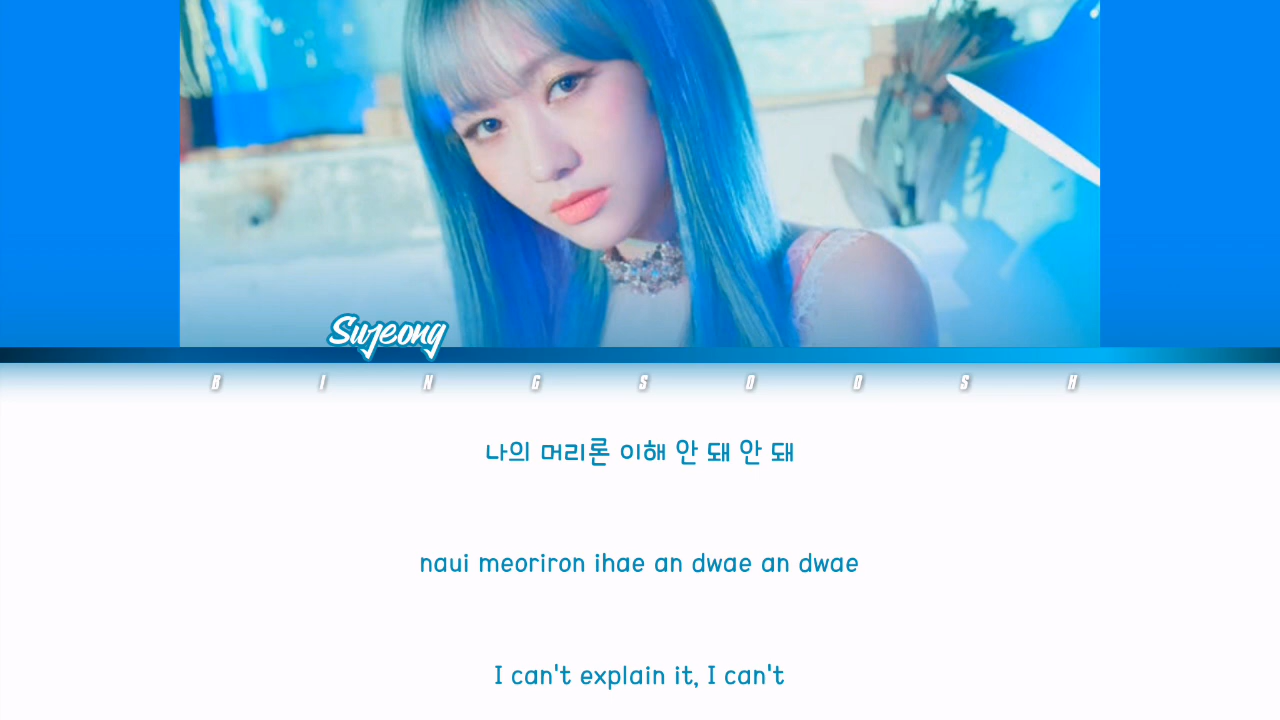 Sujeong
BINGSOOSH
나의 머리론 이해 안 돼 안 돼
naui meoriron ihae an dwae an dwae
I can't explain it, I can't